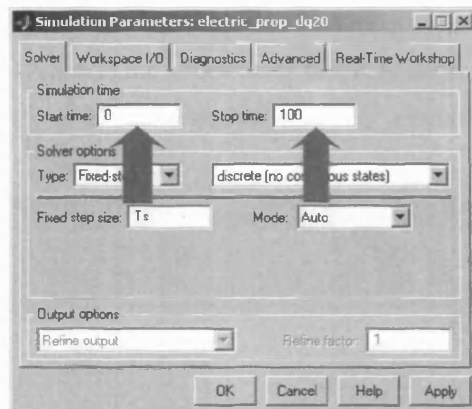 Simulation Parameters: electric_prop_dq20
Solver Workspace I/O Diagnostics Advanced Real-Time Workshop
Simulation time
Start time: 0 Stop time: 100
Solver options
Type: discrete (no states)
Fixed step size: Ts Mode: Auto
Output options
Refine output Refine factor: 1
OK Cancel Help Apply